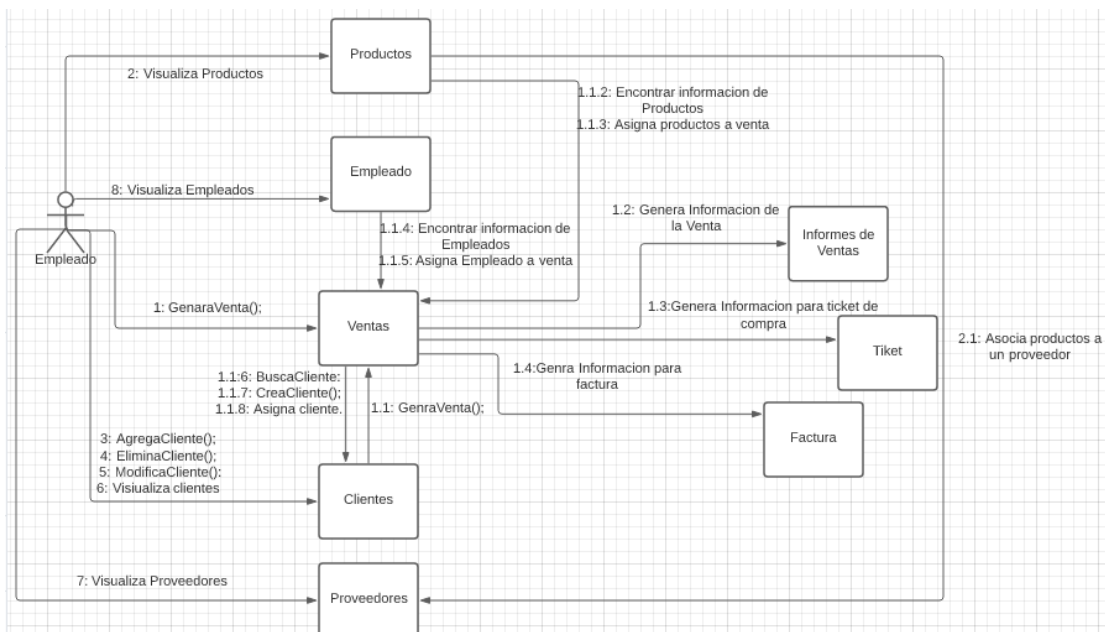 Productos
2: Visualiza Productos
1.1.2: Encontrar informacion de
Productos
1.1.3: Asigna productos a venta
Empleado
8: Visualiza Empleados
1.1.4: Encontrar informacion de
Empleados
1.1.5: Asigna Empleado a venta
1.2: Genera Informacion de
la Venta
Informes de
Ventas
Empleado
1: GenaraVenta();
Ventas
1.3:Genera Informacion para ticket de
compra
Tiket
2.1: Asocia productos a
un proveedor
1.4:Genra Informacion para
factura
1.1:6: BuscaCliente:
1.1.7: CreaCliente();
1.1.8: Asigna cliente.
1.1: GenraVenta();
Factura
3: AgregaCliente();
4: EliminaCliente();
5: ModificaCliente():
6: Visiualiza clientes
Clientes
7: Visualiza Proveedores
Proveedores